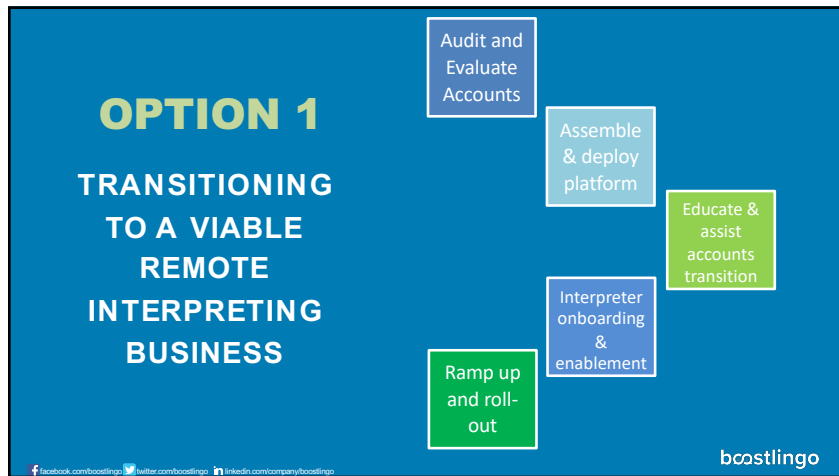 OPTION 1
TRANSITIONING
TO A VIABLE
REMOTE
INTERPRETING
BUSINESS
Audit and
Evaluate
Accounts
Assemble
& deploy
platform
Educate &
assist
accounts
transition
Interpreter
onboarding
&
enablement
Ramp up
and roll-
out
facebook.com/boostlingo twitter.com/boostlingo linkedin.com/company/boostlingo
boostlingo